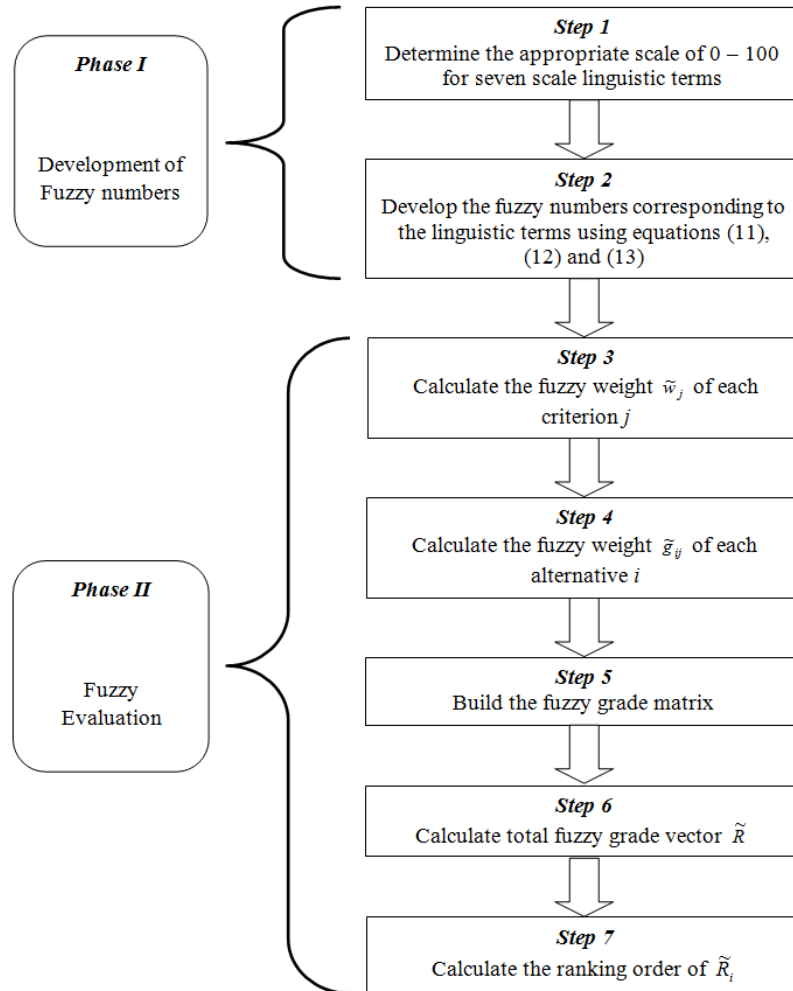 Phase I
Development of
Fuzzy numbers
Step 1
Determine the appropriate scale of 0 – 100
for seven scale linguistic terms
Step 2
Develop the fuzzy numbers corresponding to
the linguistic terms using equations (11),
(12) and (13)
Phase II
Fuzzy
Evaluation
Step 3
Calculate the fuzzy weight w̃_j of each
criterion j
Step 4
Calculate the fuzzy weight g̃_ij of each
alternative i
Step 5
Build the fuzzy grade matrix
Step 6
Calculate total fuzzy grade vector R̃
Step 7
Calculate the ranking order of R̃_i